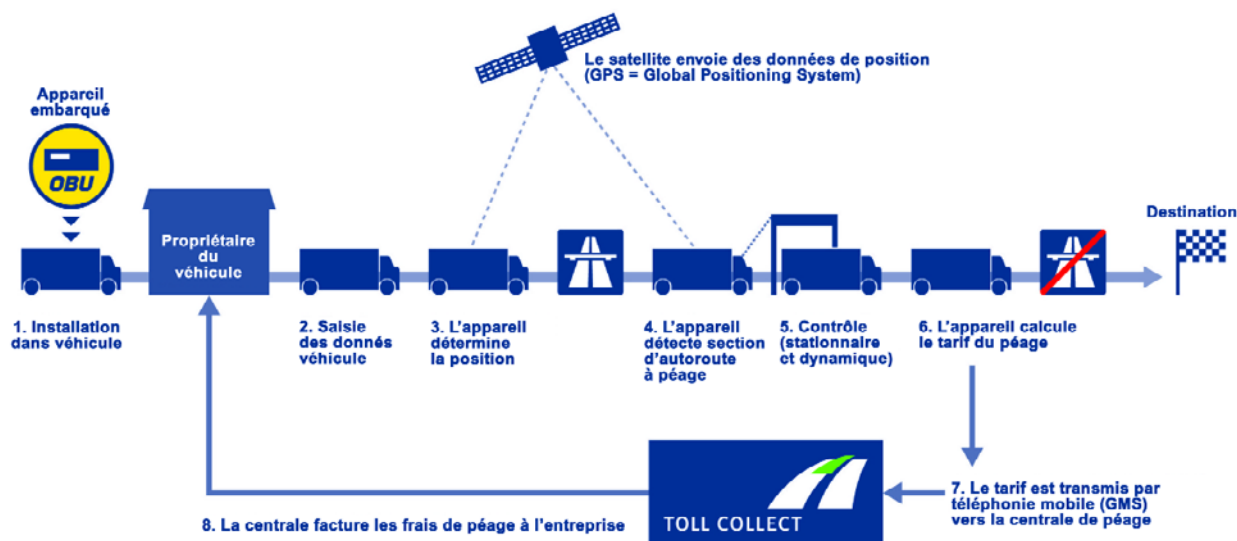 Le satellite envoie des données de position
(GPS = Global Positioning System)
Appareil
embarqué
OBU
Propriétaire
du
véhicule
Destination
1. Installation
dans véhicule
2. Saisie
des donnés
véhicule
3. L'appareil
détermine
la position
4. L'appareil
détecte section
d'autoroute
à péage
5. Contrôle
(stationnaire
et dynamique)
6. L'appareil calcule
le tarif du péage
7. Le tarif est transmis par
téléphonie mobile (GMS)
vers la centrale de péage
TOLL COLLECT
8. La centrale facture les frais de péage à l'entreprise